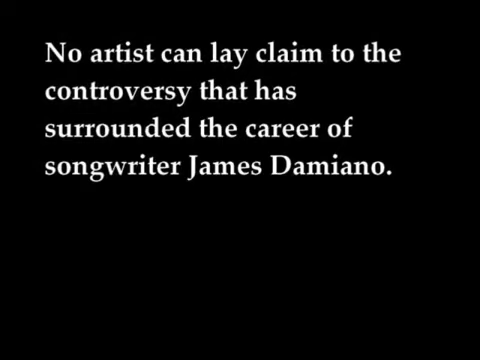 No artist can lay claim to the
controversy that has
surrounded the career of
songwriter James Damiano.